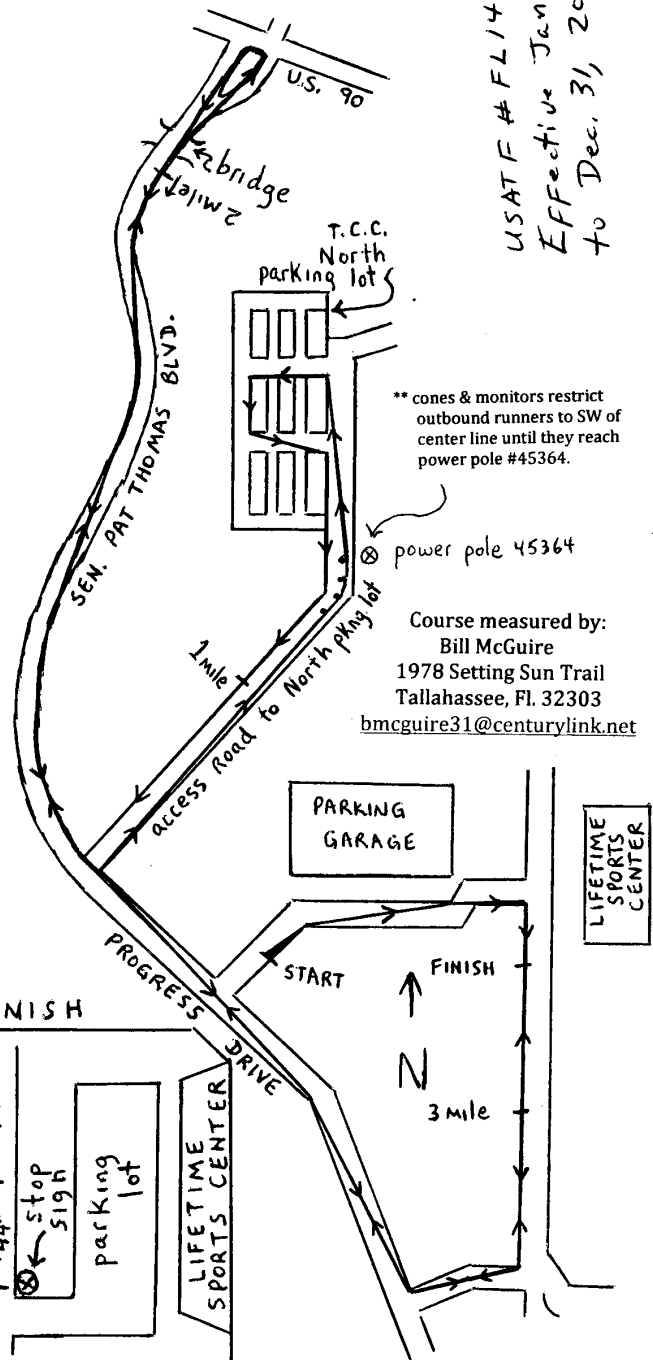 USATF # FL14
Effective Jan
to Dec. 31, 20
U.S. 90
bridge
2 mile
T.C.C.
North
parking lot
SEN. PAT THOMAS BLVD.
** cones & monitors restrict
outbound runners to SW of
center line until they reach
power pole #45364.
power pole 45364
1 mile
access Road to North pkng lot
Course measured by:
Bill McGuire
1978 Setting Sun Trail
Tallahassee, Fl. 32303
bmcguire31@centurylink.net
PARKING
GARAGE
LIFETIME
SPORTS
CENTER
START
FINISH
PROGRESS DRIVE
N
3 mile
NISH
stop
sign
parking
lot
LIFETIME
SPORTS CENTER